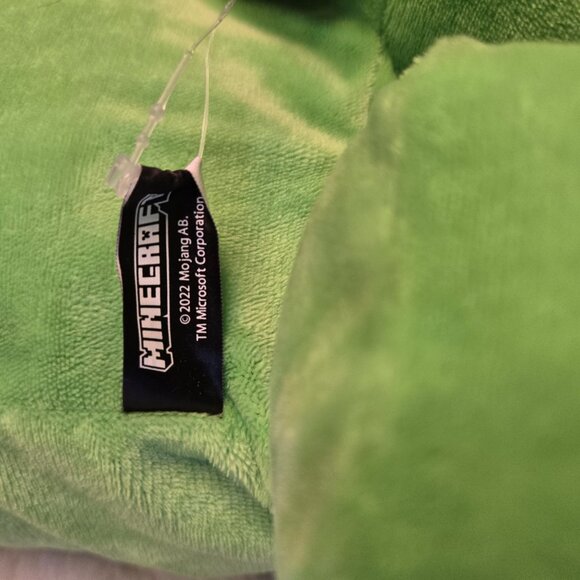 MINECRAFT
© 2022 Mojang AB.
TM Microsoft Corporation